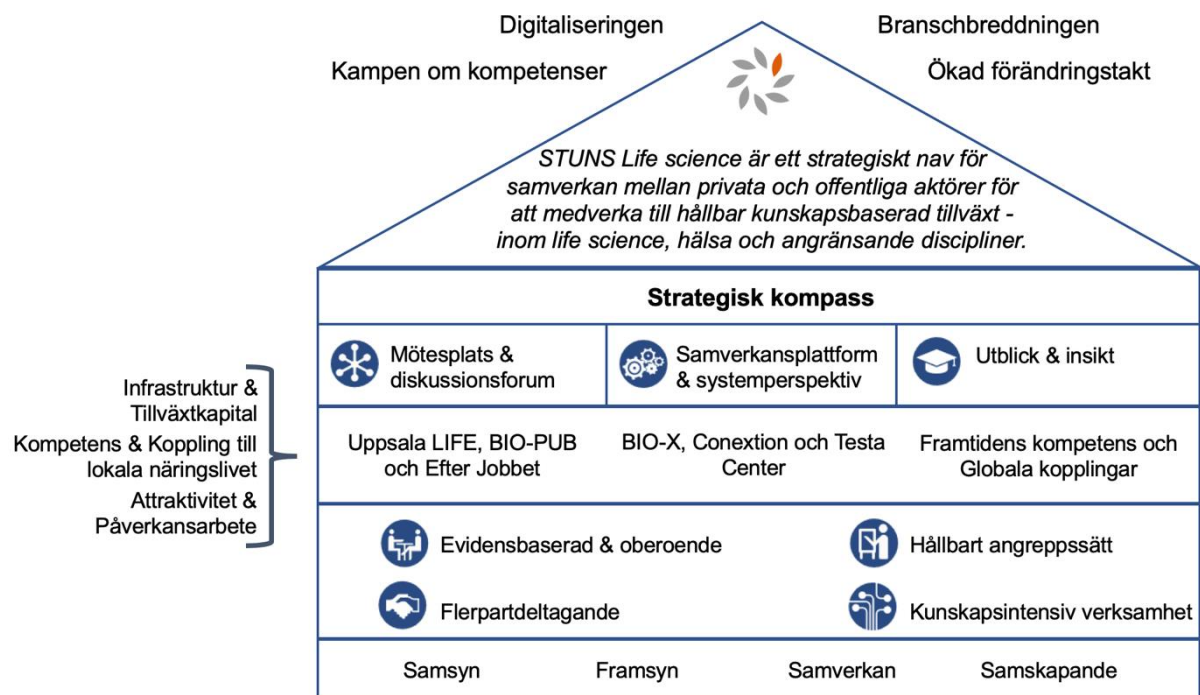 Digitaliseringen
Branschbreddningen
Kampen om kompetenser
Ökad förändringstakt
STUNS Life science är ett strategiskt nav för
samverkan mellan privata och offentliga aktörer för
att medverka till hållbar kunskapsbaserad tillväxt -
inom life science, hälsa och angränsande discipliner.
Strategisk kompass
Mötesplats &
diskussionsforum
Samverkansplattform
& systemperspektiv
Utblick & insikt
Infrastruktur &
Tillväxtkapital
Kompetens & Koppling till
lokala näringslivet
Attraktivitet &
Påverkansarbete
Uppsala LIFE, BIO-PUB
och Efter Jobbet
BIO-X, Conextion och Testa
Center
Framtidens kompetens och
Globala kopplingar
Evidensbaserad & oberoende
Hållbart angreppssätt
Flerpartdeltagande
Kunskapsintensiv verksamhet
Samsyn
Framsyn
Samverkan
Samskapande